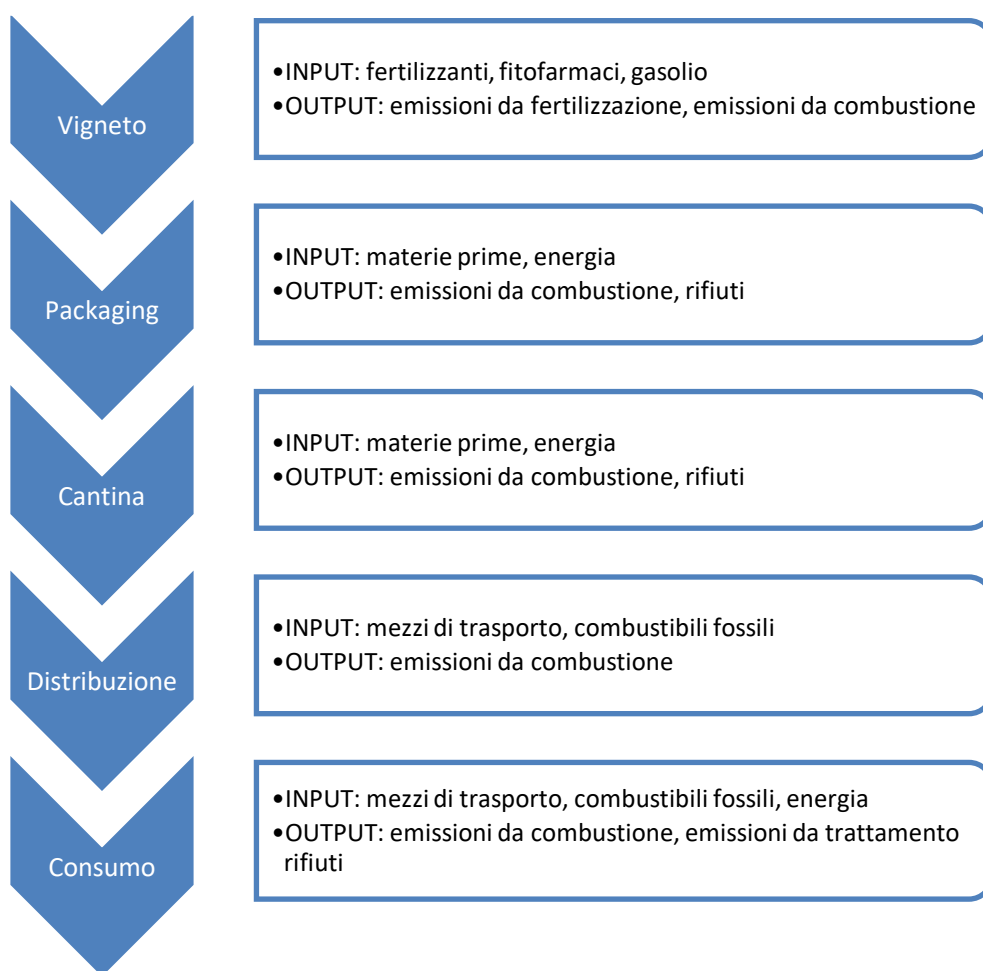 Vigneto
•INPUT: fertilizzanti, fitofarmaci, gasolio
•OUTPUT: emissioni da fertilizzazione, emissioni da combustione
Packaging
•INPUT: materie prime, energia
•OUTPUT: emissioni da combustione, rifiuti
Cantina
•INPUT: materie prime, energia
•OUTPUT: emissioni da combustione, rifiuti
Distribuzione
•INPUT: mezzi di trasporto, combustibili fossili
•OUTPUT: emissioni da combustione
Consumo
•INPUT: mezzi di trasporto, combustibili fossili, energia
•OUTPUT: emissioni da combustione, emissioni da trattamento
rifiuti